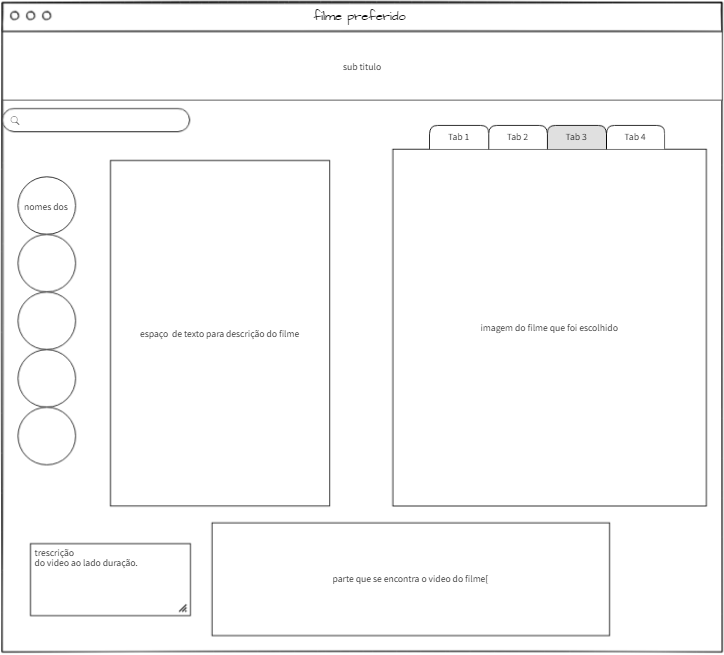 filme preferido
sub titulo
Tab 1
Tab 2
Tab 3
Tab 4
nomes dos
espaço de texto para descrição do filme
imagem do filme que foi escolhido
trescrição
do video ao lado duração.
parte que se encontra o video do filme[